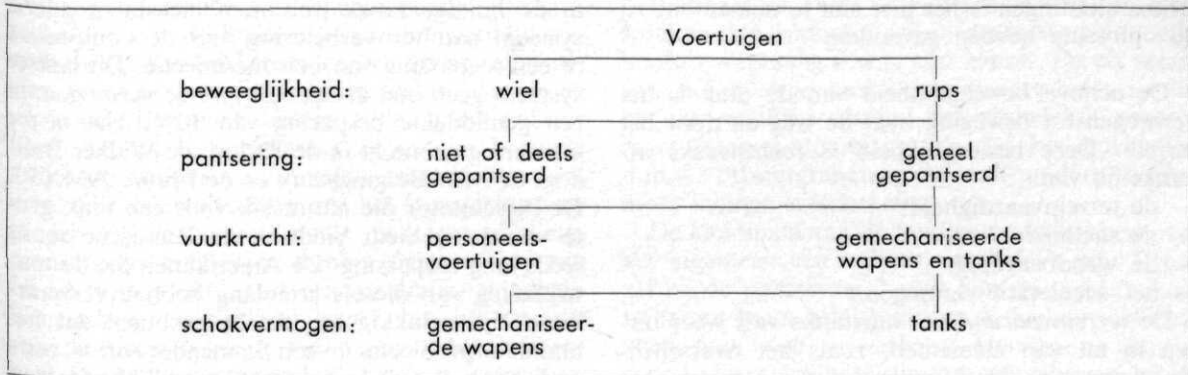 Voertuigen
beweeglijkheid: wiel rups
pantsering: niet of deels geheel
gepantserd gepantserd
vuurkracht: personeels- gemechaniseerde
voertuigen wapens en tanks
schokvermogen: gemechaniseer- tanks
de wapens